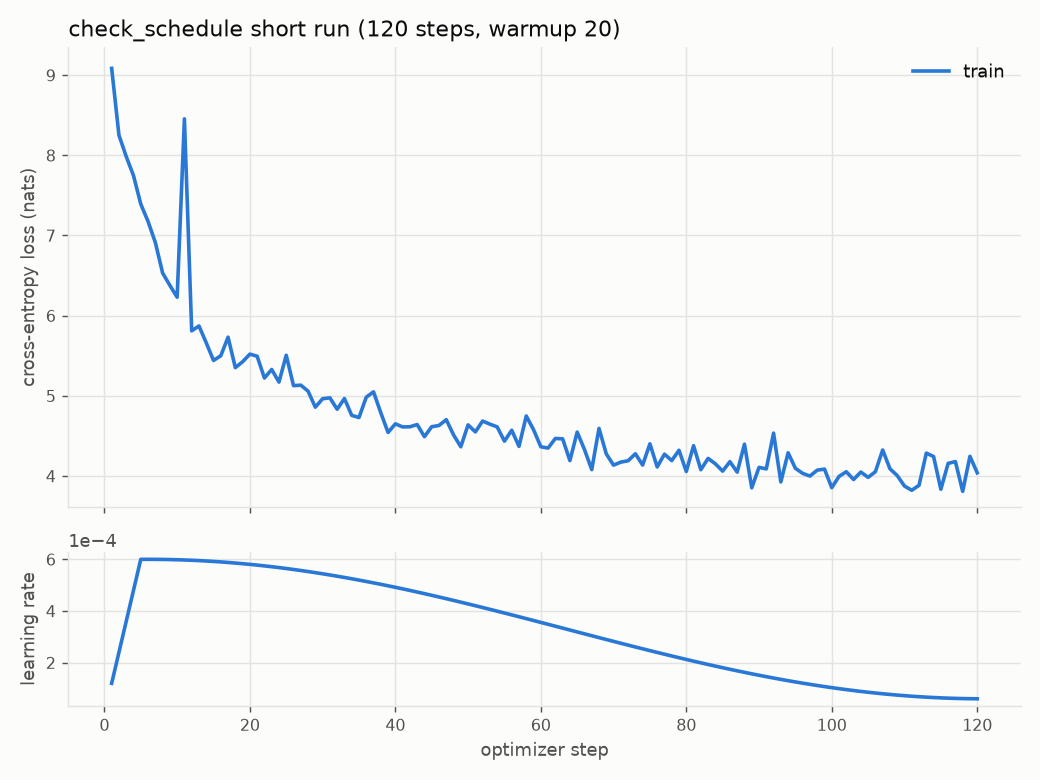 check_schedule short run (120 steps, warmup 20)
train
cross-entropy loss (nats)
9
8
7
6
5
4
1e−4
learning rate
6
4
2
0 20 40 60 80 100 120
optimizer step